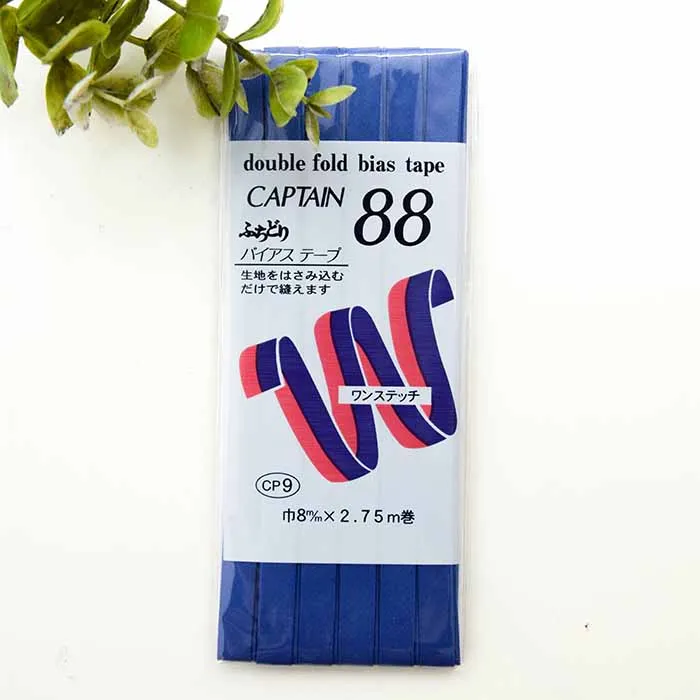 double fold bias tape
CAPTAIN 88
ふちどり
バイアス テープ
生地をはさみ込む
だけで縫えます
ワンステッチ
CP9
巾8m/m×2.75m巻